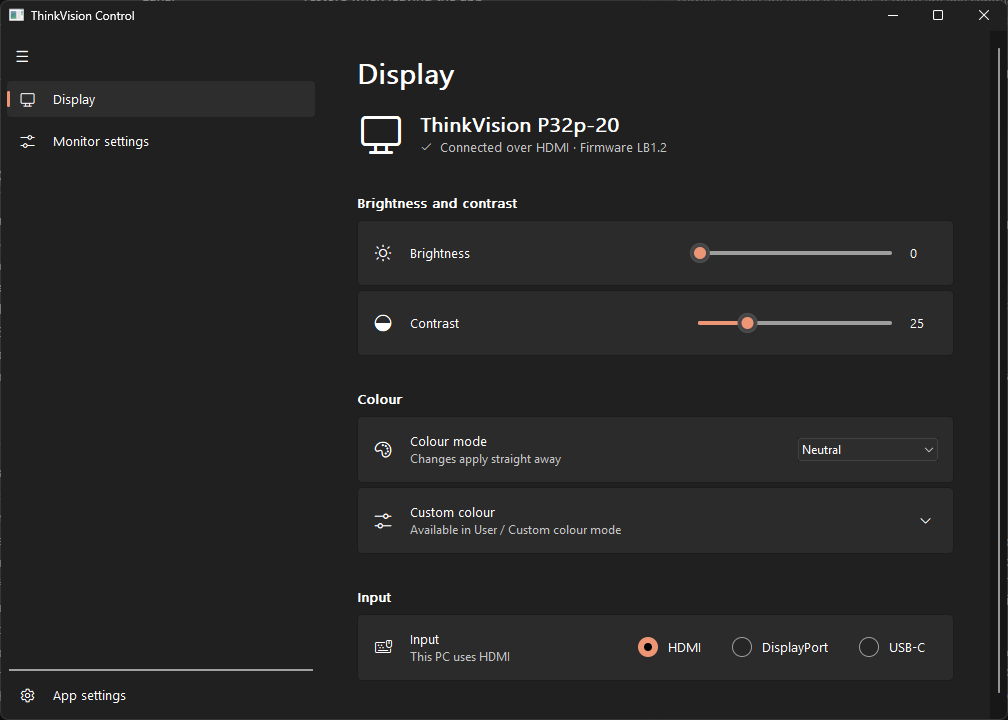 ThinkVision Control
Display
Monitor settings
App settings
Display
ThinkVision P32p-20
Connected over HDMI · Firmware LB1.2
Brightness and contrast
Brightness
0
Contrast
25
Colour
Colour mode
Changes apply straight away
Neutral
Custom colour
Available in User / Custom colour mode
Input
Input
This PC uses HDMI
HDMI
DisplayPort
USB-C